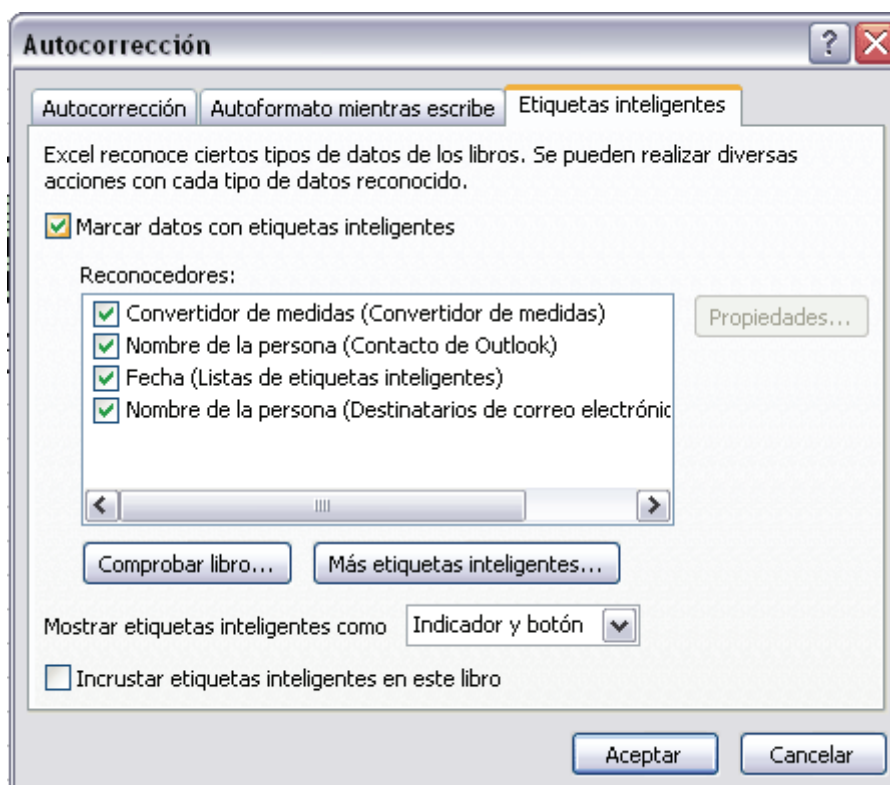 Autocorrección
Autocorrección
Autoformato mientras escribe
Etiquetas inteligentes
Excel reconoce ciertos tipos de datos de los libros. Se pueden realizar diversas
acciones con cada tipo de datos reconocido.
Marcar datos con etiquetas inteligentes
Reconocedores:
Convertidor de medidas (Convertidor de medidas)
Propiedades...
Nombre de la persona (Contacto de Outlook)
Fecha (Listas de etiquetas inteligentes)
Nombre de la persona (Destinatarios de correo electrónic
Comprobar libro...
Más etiquetas inteligentes...
Mostrar etiquetas inteligentes como
Indicador y botón
Incrustar etiquetas inteligentes en este libro
Aceptar
Cancelar